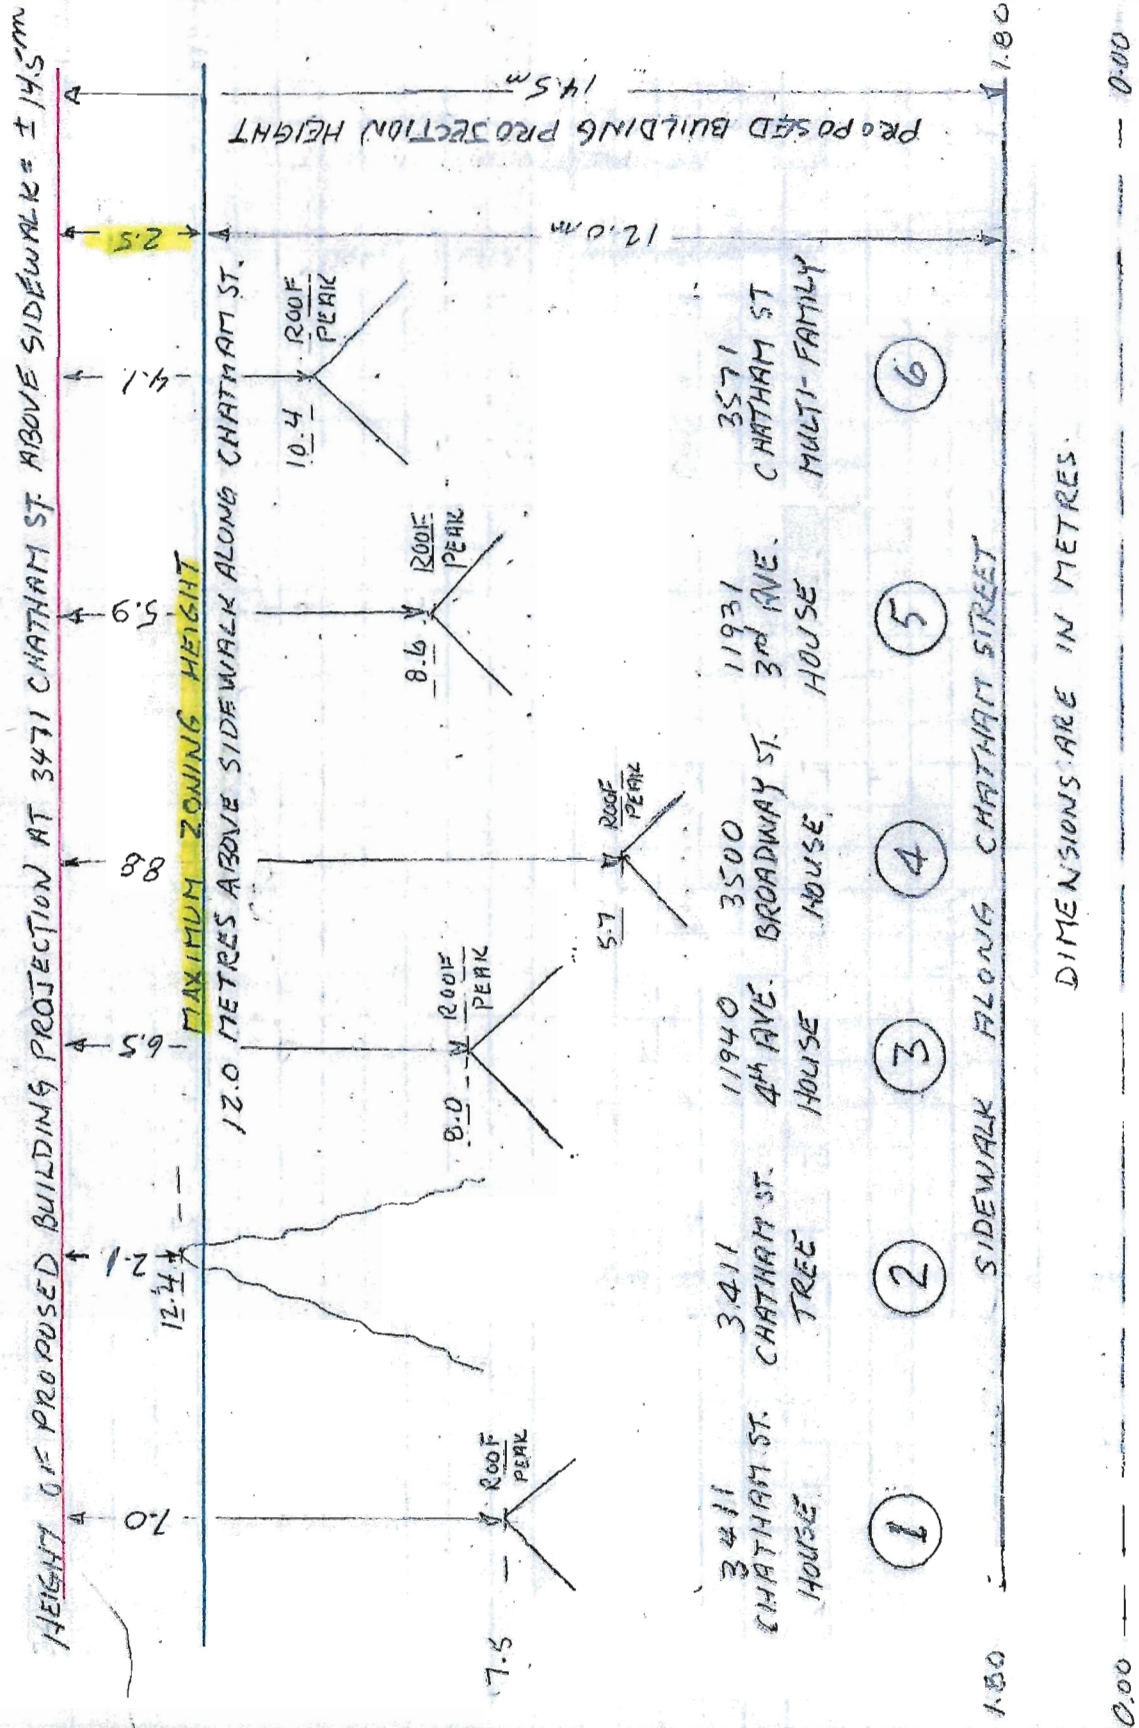 HEIGHT OF PROPOSED BUILDING PROJECTION AT 3471 CHATHAM ST. ABOVE SIDEWALK = ± 14.5m
7.0
2.1
6.5
8.8
5.9
4.1
2.5
12.4
MAXIMUM ZONING HEIGHT
12.0 METRES ABOVE SIDEWALK ALONG CHATHAM ST.
PROPOSED BUILDING PROJECTION HEIGHT
14.5m
12.0m
7.5
ROOF
PEAK
8.0
ROOF
PEAK
5.7
ROOF
PEAK
8.6
ROOF
PEAK
10.4
ROOF
PEAK
3411
CHATHAM ST.
HOUSE
3411
CHATHAM ST.
TREE
11940
4th AVE.
HOUSE
3500
BROADWAY ST.
HOUSE
11931
3rd AVE.
HOUSE
3571
CHATHAM ST
MULTI-FAMILY
1
2
3
4
5
6
1.80
SIDEWALK ALONG CHATHAM STREET
1.80
DIMENSIONS ARE IN METRES.
0.00
0.00